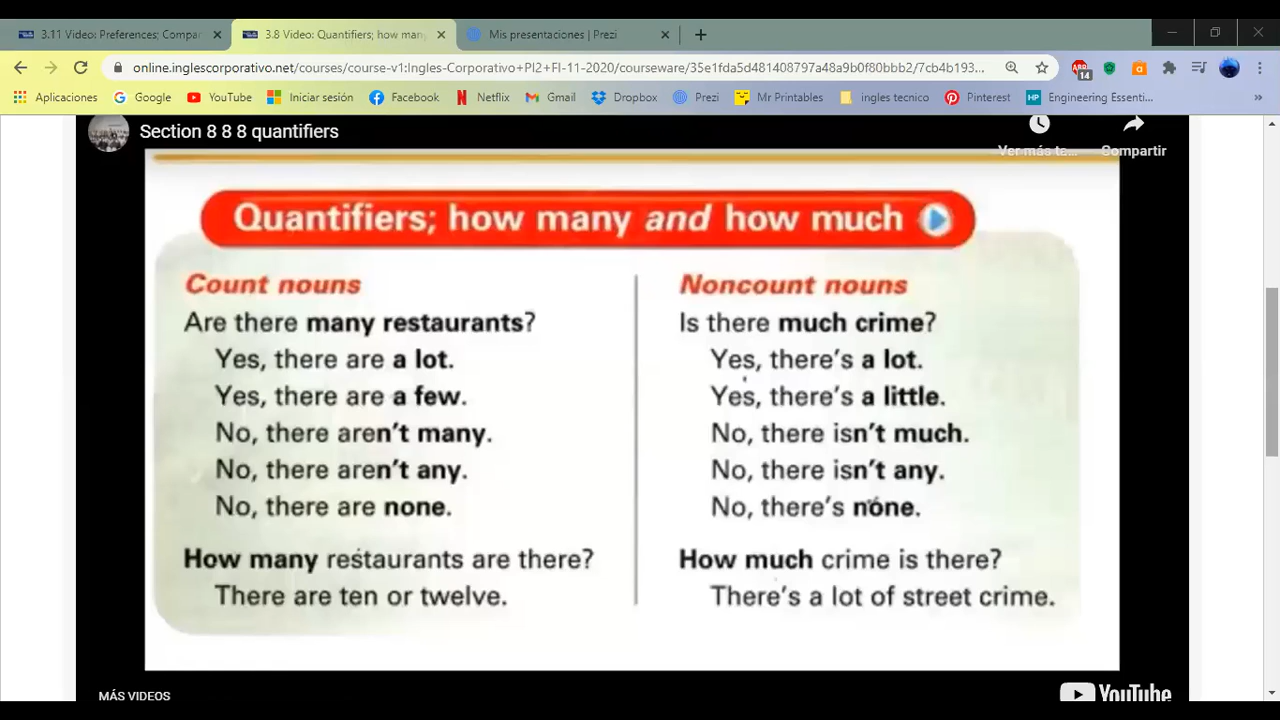 3.11 Video: Preferences; Compar
3.8 Video: Quantifiers; how man
Mis presentaciones | Prezi
online.inglescorporativo.net/courses/course-v1:Ingles-Corporativo+PI2+FI-11-2020/courseware/35e1fda5d481408797a48a9b0f80bbb2/7cb4b193...
14
Aplicaciones
Google
YouTube
Iniciar sesión
Facebook
Netflix
Gmail
Dropbox
Prezi
Mr Printables
ingles tecnico
Pinterest
HP
Engineering Essenti...
»
Section 8 8 8 quantifiers
Ver más ta...
Compartir
Quantifiers; how many and how much
Count nouns
Are there many restaurants?
Yes, there are a lot.
Yes, there are a few.
No, there aren't many.
No, there aren't any.
No, there are none.
How many restaurants are there?
There are ten or twelve.
Noncount nouns
Is there much crime?
Yes, there's a lot.
Yes, there's a little.
No, there isn't much.
No, there isn't any.
No, there's none.
How much crime is there?
There's a lot of street crime.
MÁS VIDEOS
YouTube